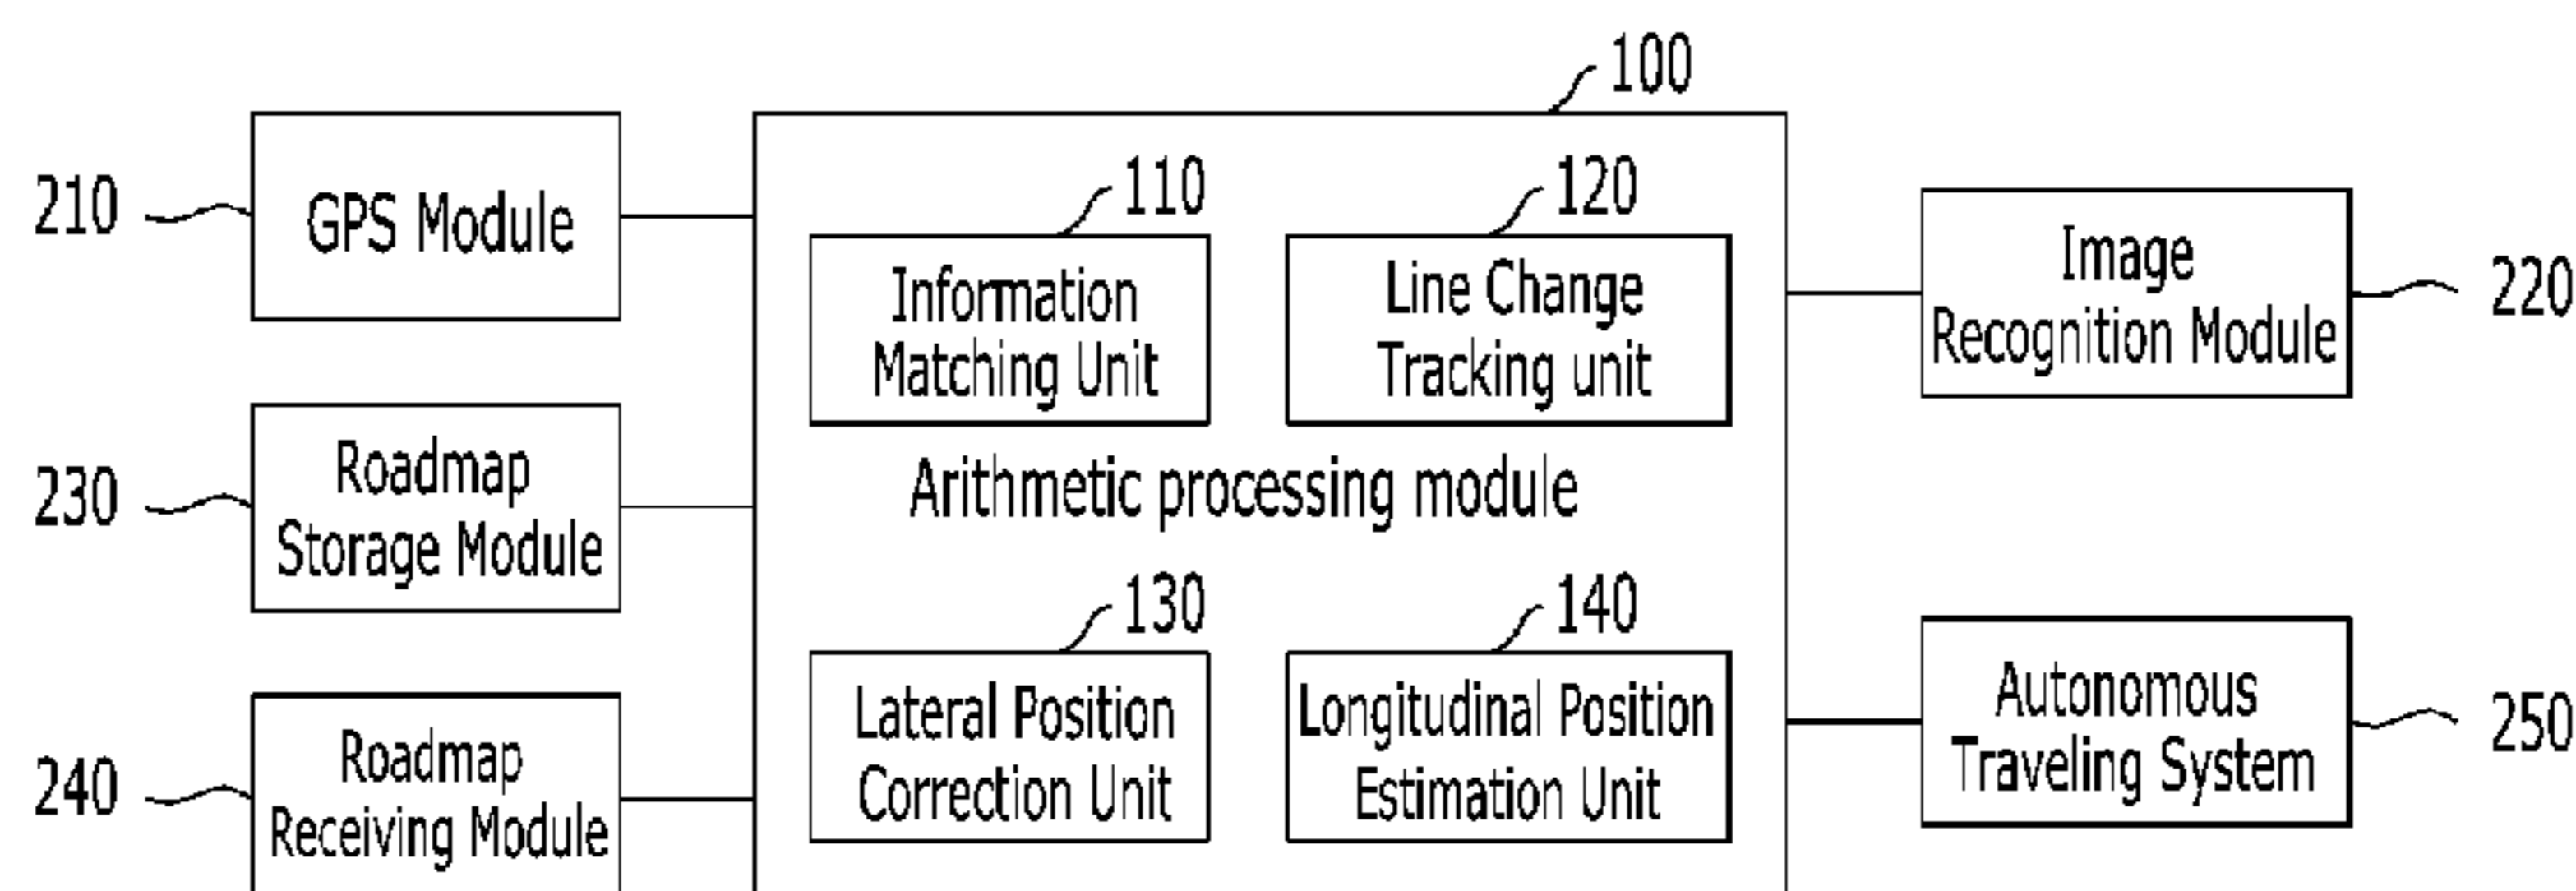 100
210
GPS Module
110
Information
Matching Unit
120
Line Change
Tracking unit
Image
Recognition Module
220
230
Roadmap
Storage Module
Arithmetic processing module
130
Lateral Position
Correction Unit
140
Longitudinal Position
Estimation Unit
Autonomous
Traveling System
250
240
Roadmap
Receiving Module